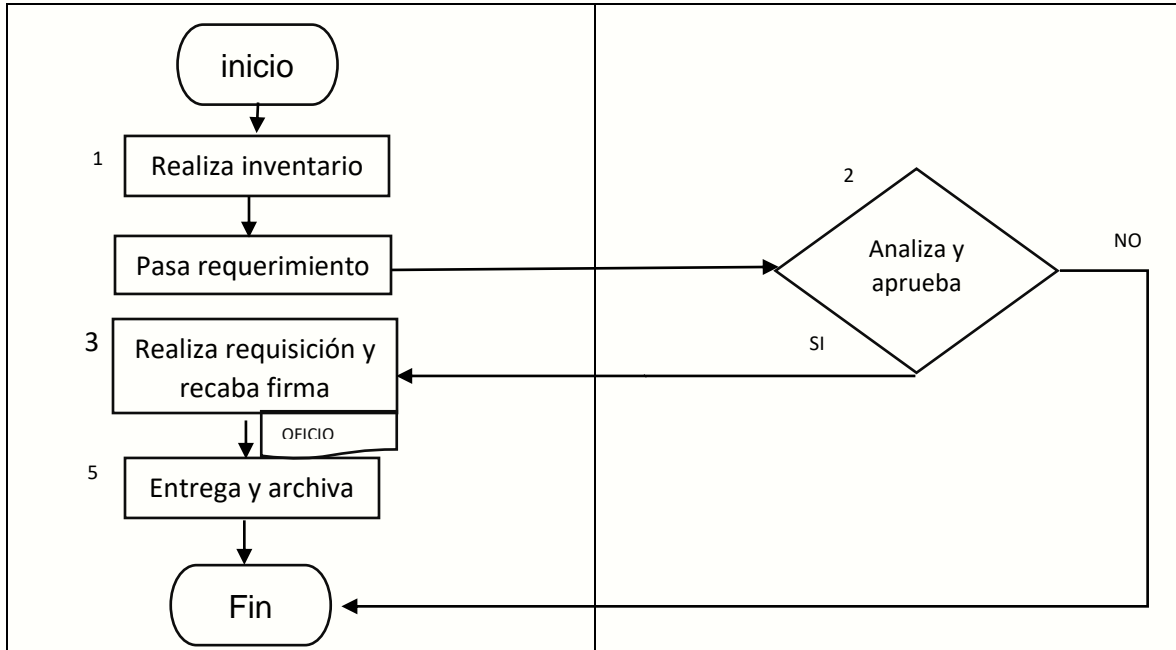 inicio
1
Realiza inventario
Pasa requerimiento
2
Analiza y
aprueba
NO
SI
3
Realiza requisición y
recaba firma
OFICIO
5
Entrega y archiva
Fin